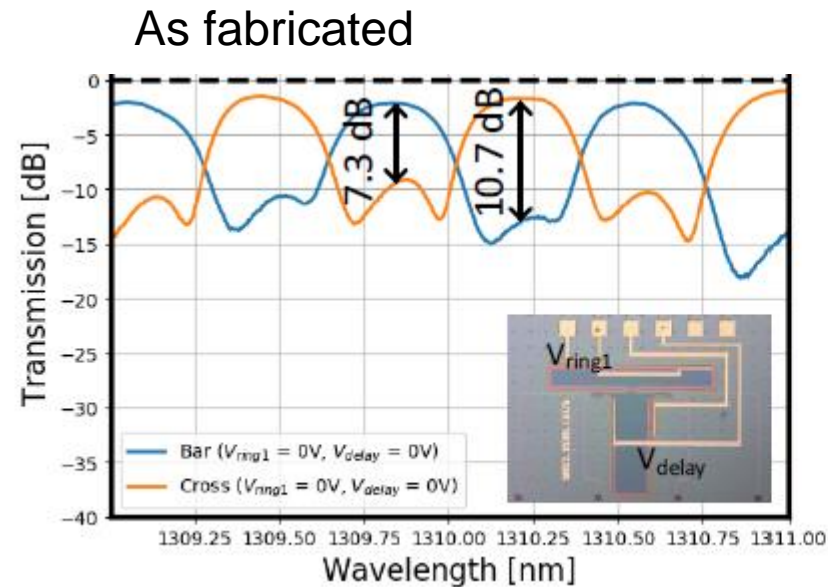 As fabricated
Transmission [dB]
0
−5
−10
−15
−20
−25
−30
−35
−40
7.3 dB
10.7 dB
V_ring1
V_delay
Bar (V_ring1 = 0V, V_delay = 0V)
Cross (V_ring1 = 0V, V_delay = 0V)
1309.25 1309.50 1309.75 1310.00 1310.25 1310.50 1310.75 1311.00
Wavelength [nm]